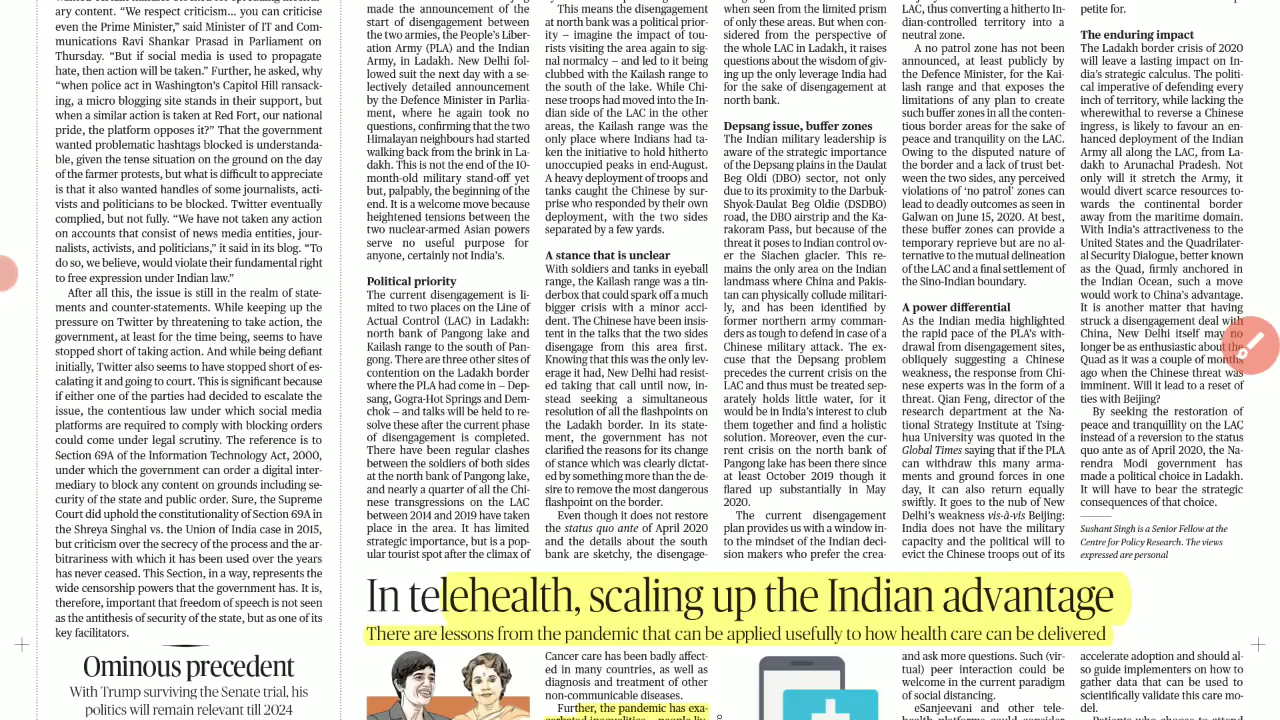 ary content. “We respect criticism... you can criticise
even the Prime Minister,” said Minister of IT and Com-
munications Ravi Shankar Prasad in Parliament on
Thursday. “But if social media is used to propagate
hate, then action will be taken.” Further, he asked, why
“when police act in Washington's Capitol Hill ransack-
ing, a micro blogging site stands in their support, but
when a similar action is taken at Red Fort, our national
pride, the platform opposes it?” That the government
wanted problematic hashtags blocked is understanda-
ble, given the tense situation on the ground on the day
of the farmer protests, but what is difficult to appreciate
is that it also wanted handles of some journalists, acti-
vists and politicians to be blocked. Twitter eventually
complied, but not fully. “We have not taken any action
on accounts that consist of news media entities, jour-
nalists, activists, and politicians,” it said in its blog. “To
do so, we believe, would violate their fundamental right
to free expression under Indian law.”
After all this, the issue is still in the realm of state-
ments and counter-statements. While keeping up the
pressure on Twitter by threatening to take action, the
government, at least for the time being, seems to have
stopped short of taking action. And while being defiant
initially, Twitter also seems to have stopped short of es-
calating it and going to court. This is significant because
if either one of the parties had decided to escalate the
issue, the contentious law under which social media
platforms are required to comply with blocking orders
could come under legal scrutiny. The reference is to
Section 69A of the Information Technology Act, 2000,
under which the government can order a digital inter-
mediary to block any content on grounds including se-
curity of the state and public order. Sure, the Supreme
Court did uphold the constitutionality of Section 69A in
the Shreya Singhal vs. the Union of India case in 2015,
but criticism over the secrecy of the process and the ar-
bitrariness with which it has been used over the years
has never ceased. This Section, in a way, represents the
wide censorship powers that the government has. It is,
therefore, important that freedom of speech is not seen
as the antithesis of security of the state, but as one of its
key facilitators.
Ominous precedent
With Trump surviving the Senate trial, his
politics will remain relevant till 2024
made the announcement of the
start of disengagement between
the two armies, the People's Liber-
ation Army (PLA) and the Indian
Army, in Ladakh. New Delhi fol-
lowed suit the next day with a se-
lectively detailed announcement
by the Defence Minister in Parlia-
ment, where he again took no
questions, confirming that the two
Himalayan neighbours had started
walking back from the brink in La-
dakh. This is not the end of the 10-
month-old military stand-off yet
but, palpably, the beginning of the
end. It is a welcome move because
heightened tensions between the
two nuclear-armed Asian powers
serve no useful purpose for
anyone, certainly not India's.
Political priority
The current disengagement is li-
mited to two places on the Line of
Actual Control (LAC) in Ladakh:
north bank of Pangong lake and
Kailash range to the south of Pan-
gong. There are three other sites of
contention on the Ladakh border
where the PLA had come in – Dep-
sang, Gogra-Hot Springs and Dem-
chok – and talks will be held to re-
solve these after the current phase
of disengagement is completed.
There have been regular clashes
between the soldiers of both sides
at the north bank of Pangong lake,
and nearly a quarter of all the Chi-
nese transgressions on the LAC
between 2014 and 2019 have taken
place in the area. It has limited
strategic importance, but is a pop-
ular tourist spot after the climax of
This means the disengagement
at north bank was a political prior-
ity – imagine the impact of tou-
rists visiting the area again to sig-
nal normalcy – and led to it being
clubbed with the Kailash range to
the south of the lake. While Chi-
nese troops had moved into the In-
dian side of the LAC in the other
areas, the Kailash range was the
only place where Indians had ta-
ken the initiative to hold hitherto
unoccupied peaks in end-August.
A heavy deployment of troops and
tanks caught the Chinese by sur-
prise who responded by their own
deployment, with the two sides
separated by a few yards.
A stance that is unclear
With soldiers and tanks in eyeball
range, the Kailash range was a tin-
derbox that could spark off a much
bigger crisis with a minor acci-
dent. The Chinese have been insis-
tent in the talks that the two sides
disengage from this area first.
Knowing that this was the only lev-
erage it had, New Delhi had resist-
ed taking that call until now, in-
stead seeking a simultaneous
resolution of all the flashpoints on
the Ladakh border. In its state-
ment, the government has not
clarified the reasons for its change
of stance which was clearly dictat-
ed by something more than the de-
sire to remove the most dangerous
flashpoint on the border.
Even though it does not restore
the status quo ante of April 2020
and the details about the south
bank are sketchy, the disengage-
when seen from the limited prism
of only these areas. But when con-
sidered from the perspective of
the whole LAC in Ladakh, it raises
questions about the wisdom of giv-
ing up the only leverage India had
for the sake of disengagement at
north bank.
Depsang issue, buffer zones
The Indian military leadership is
aware of the strategic importance
of the Depsang plains in the Daulat
Beg Oldi (DBO) sector, not only
due to its proximity to the Darbuk-
Shyok-Daulat Beg Oldie (DSDBO)
road, the DBO airstrip and the Ka-
rakoram Pass, but because of the
threat it poses to Indian control ov-
er the Siachen glacier. This re-
mains the only area on the Indian
landmass where China and Pakis-
tan can physically collude militari-
ly, and has been identified by
former northern army comman-
ders as tough to defend in case of a
Chinese military attack. The ex-
cuse that the Depsang problem
precedes the current crisis on the
LAC and thus must be treated sep-
arately holds little water, for it
would be in India's interest to club
them together and find a holistic
solution. Moreover, even the cur-
rent crisis on the north bank of
Pangong lake has been there since
at least October 2019 though it
flared up substantially in May
2020.
The current disengagement
plan provides us with a window in-
to the mindset of the Indian deci-
sion makers who prefer the crea-
LAC, thus converting a hitherto In-
dian-controlled territory into a
neutral zone.
A no patrol zone has not been
announced, at least publicly by
the Defence Minister, for the Kai-
lash range and that exposes the
limitations of any plan to create
such buffer zones in all the conten-
tious border areas for the sake of
peace and tranquility on the LAC.
Owing to the disputed nature of
the border and a lack of trust bet-
ween the two sides, any perceived
violations of ‘no patrol’ zones can
lead to deadly outcomes as seen in
Galwan on June 15, 2020. At best,
these buffer zones can provide a
temporary reprieve but are no al-
ternative to the mutual delineation
of the LAC and a final settlement of
the Sino-Indian boundary.
A power differential
As the Indian media highlighted
the rapid pace of the PLA's with-
drawal from disengagement sites,
obliquely suggesting a Chinese
weakness, the response from Chi-
nese experts was in the form of a
threat. Qian Feng, director of the
research department at the Na-
tional Strategy Institute at Tsing-
hua University was quoted in the
Global Times saying that if the PLA
can withdraw this many arma-
ments and ground forces in one
day, it can also return equally
swiftly. It goes to the nub of New
Delhi's weakness vis-à-vis Beijing:
India does not have the military
capacity and the political will to
evict the Chinese troops out of its
petite for.
The enduring impact
The Ladakh border crisis of 2020
will leave a lasting impact on In-
dia's strategic calculus. The politi-
cal imperative of defending every
inch of territory, while lacking the
wherewithal to reverse a Chinese
ingress, is likely to favour an en-
hanced deployment of the Indian
Army all along the LAC, from La-
dakh to Arunachal Pradesh. Not
only will it stretch the Army, it
would divert scarce resources to-
wards the continental border
away from the maritime domain.
With India's attractiveness to the
United States and the Quadrilater-
al Security Dialogue, better known
as the Quad, firmly anchored in
the Indian Ocean, such a move
would work to China's advantage.
It is another matter that having
struck a disengagement deal with
China, New Delhi itself may no
longer be as enthusiastic about the
Quad as it was a couple of months
ago when the Chinese threat was
imminent. Will it lead to a reset of
ties with Beijing?
By seeking the restoration of
peace and tranquillity on the LAC
instead of a reversion to the status
quo ante as of April 2020, the Na-
rendra Modi government has
made a political choice in Ladakh.
It will have to bear the strategic
consequences of that choice.
Sushant Singh is a Senior Fellow at the
Centre for Policy Research. The views
expressed are personal
In telehealth, scaling up the Indian advantage
There are lessons from the pandemic that can be applied usefully to how health care can be delivered
Cancer care has been badly affect-
ed in many countries, as well as
diagnosis and treatment of other
non-communicable diseases.
Further, the pandemic has exa-
and ask more questions. Such (vir-
tual) peer interaction could be
welcome in the current paradigm
of social distancing.
eSanjeevani and other tele-
accelerate adoption and should al-
so guide implementers on how to
gather data that can be used to
scientifically validate this care mo-
del.